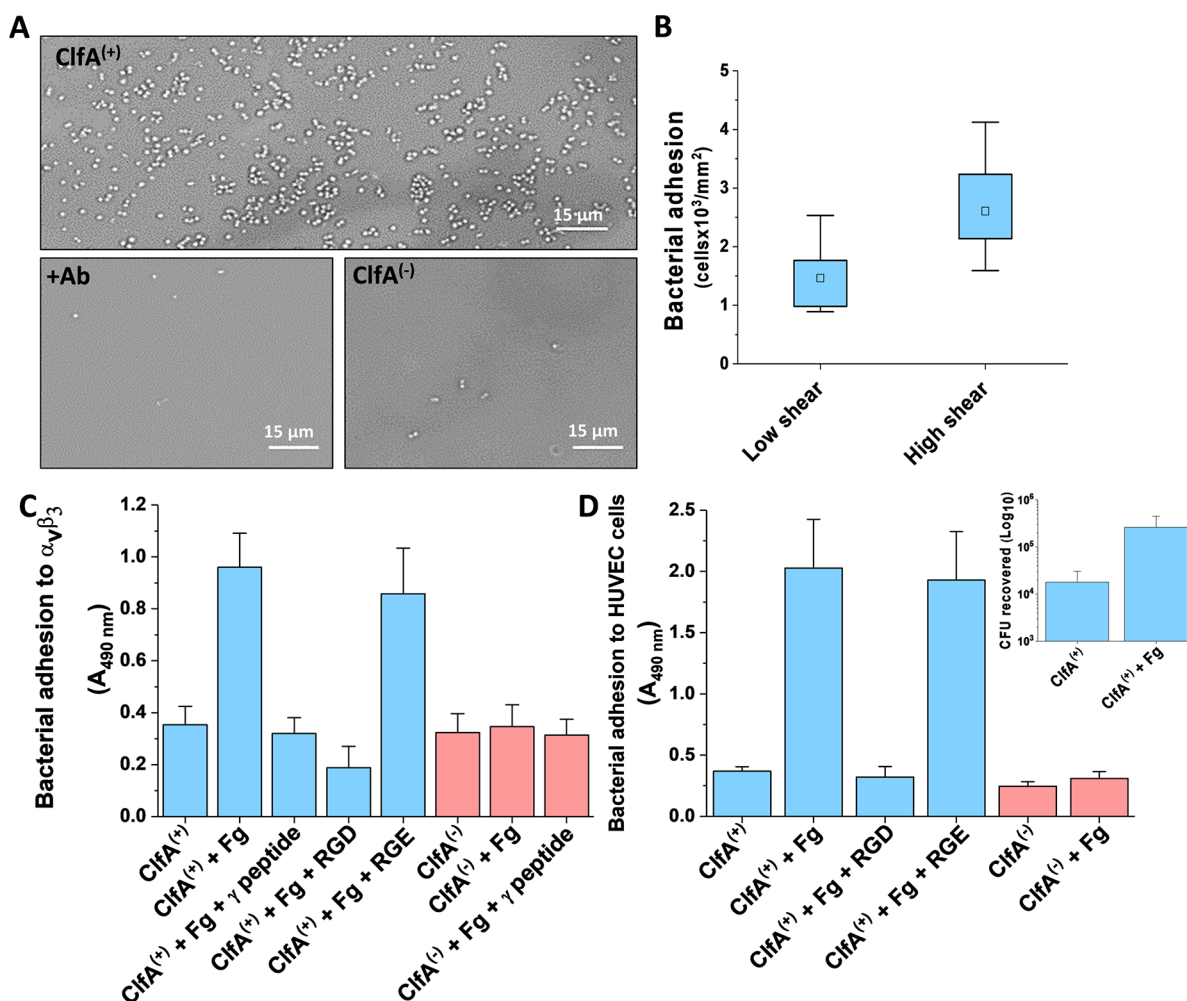 A
ClfA(+)
15 μm
+Ab
15 μm
ClfA(-)
15 μm
B
Bacterial adhesion
(cellsx10³/mm²)
5
4
3
2
1
0
Low shear
High shear
C
Bacterial adhesion to αVβ3
(A490 nm)
1.2
1.0
0.8
0.6
0.4
0.2
0.0
ClfA(+)
ClfA(+) + Fg
ClfA(+) + Fg + γ peptide
ClfA(+) + Fg + RGD
ClfA(+) + Fg + RGE
ClfA(-)
ClfA(-) + Fg
ClfA(-) + Fg + γ peptide
D
Bacterial adhesion to HUVEC cells
(A490 nm)
2.5
2.0
1.5
1.0
0.5
0.0
ClfA(+)
ClfA(+) + Fg
ClfA(+) + Fg + RGD
ClfA(+) + Fg + RGE
ClfA(-)
ClfA(-) + Fg
CFU recovered (Log10)
10⁶
10⁵
10⁴
10³
ClfA(+)
ClfA(+) + Fg